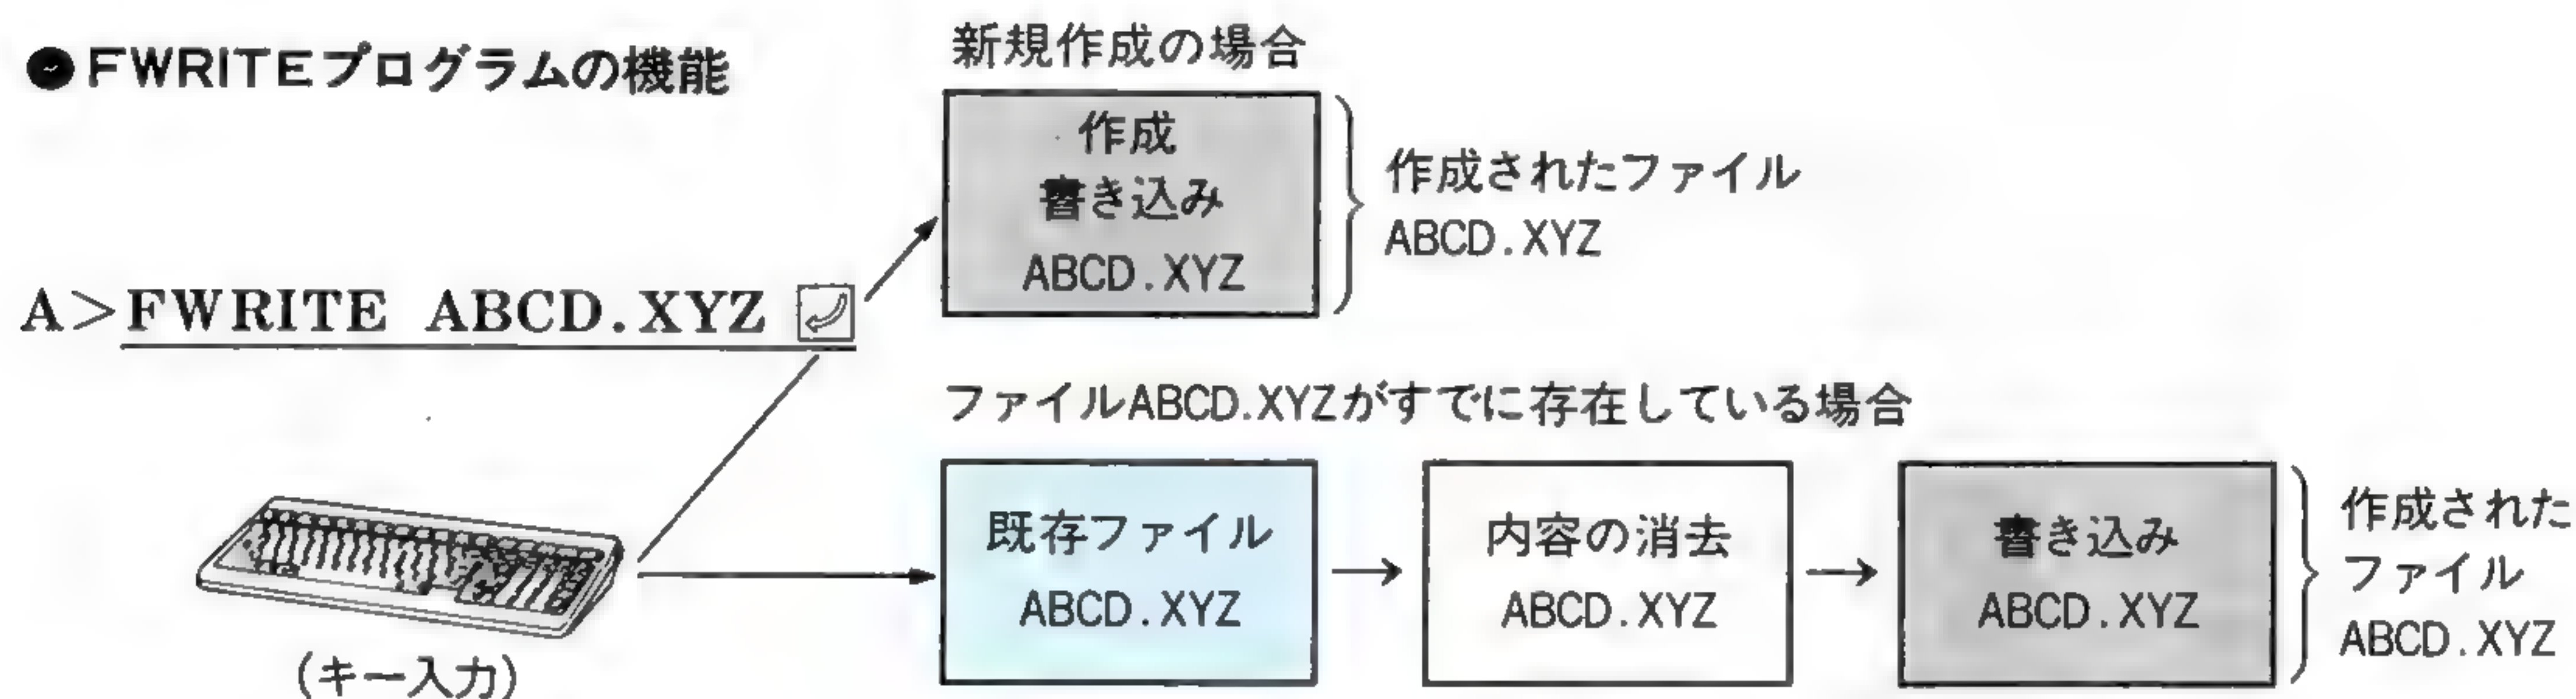 ●FWRITEプログラムの機能
新規作成の場合
作成
書き込み
ABCD.XYZ
作成されたファイル
ABCD.XYZ
A>FWRITE ABCD.XYZ
ファイルABCD.XYZがすでに存在している場合
既存ファイル
ABCD.XYZ
→
内容の消去
ABCD.XYZ
→
書き込み
ABCD.XYZ
作成された
ファイル
ABCD.XYZ
(キー入力)